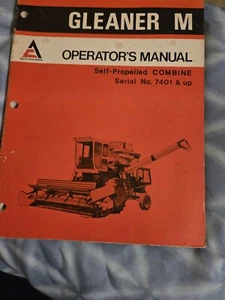 GLEANER M
OPERATOR'S MANUAL
Self-Propelled COMBINE
Serial No. 7401 & up